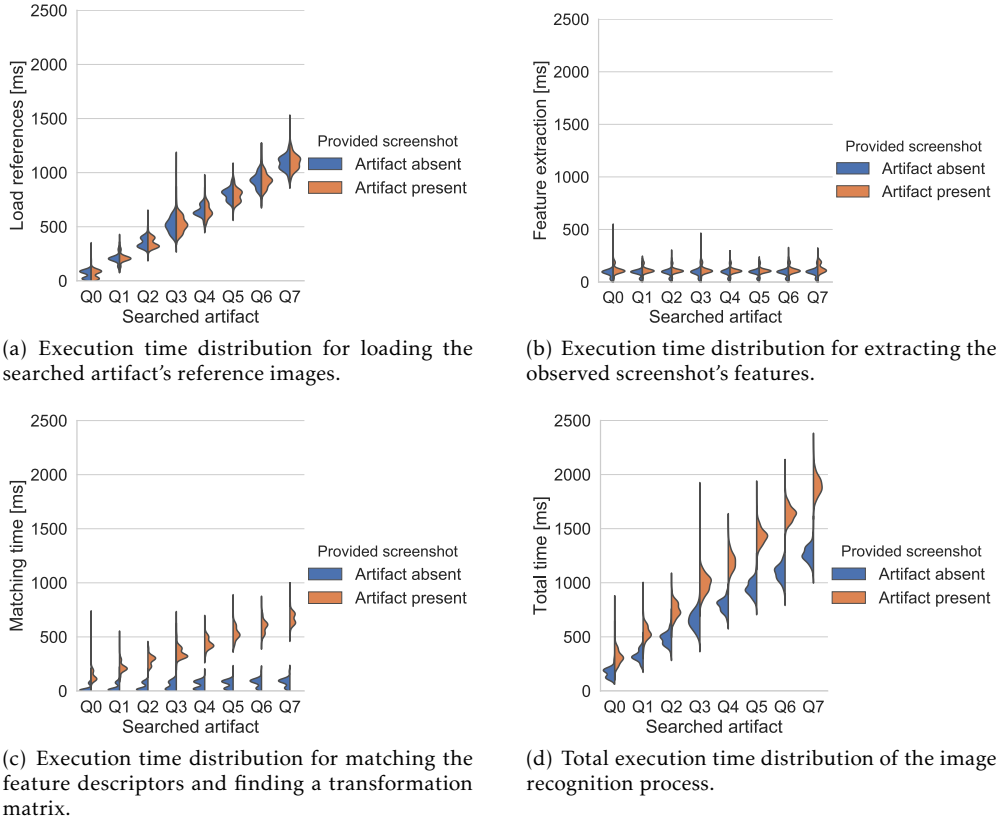 2500
2000
1500
1000
500
0
Load references [ms]
Q0 Q1 Q2 Q3 Q4 Q5 Q6 Q7
Searched artifact
Provided screenshot
Artifact absent
Artifact present
(a) Execution time distribution for loading the
searched artifact's reference images.
2500
2000
1500
1000
500
0
Feature extraction [ms]
Q0 Q1 Q2 Q3 Q4 Q5 Q6 Q7
Searched artifact
Provided screenshot
Artifact absent
Artifact present
(b) Execution time distribution for extracting the
observed screenshot's features.
2500
2000
1500
1000
500
0
Matching time [ms]
Q0 Q1 Q2 Q3 Q4 Q5 Q6 Q7
Searched artifact
Provided screenshot
Artifact absent
Artifact present
(c) Execution time distribution for matching the
feature descriptors and finding a transformation
matrix.
2500
2000
1500
1000
500
0
Total time [ms]
Q0 Q1 Q2 Q3 Q4 Q5 Q6 Q7
Searched artifact
Provided screenshot
Artifact absent
Artifact present
(d) Total execution time distribution of the image
recognition process.